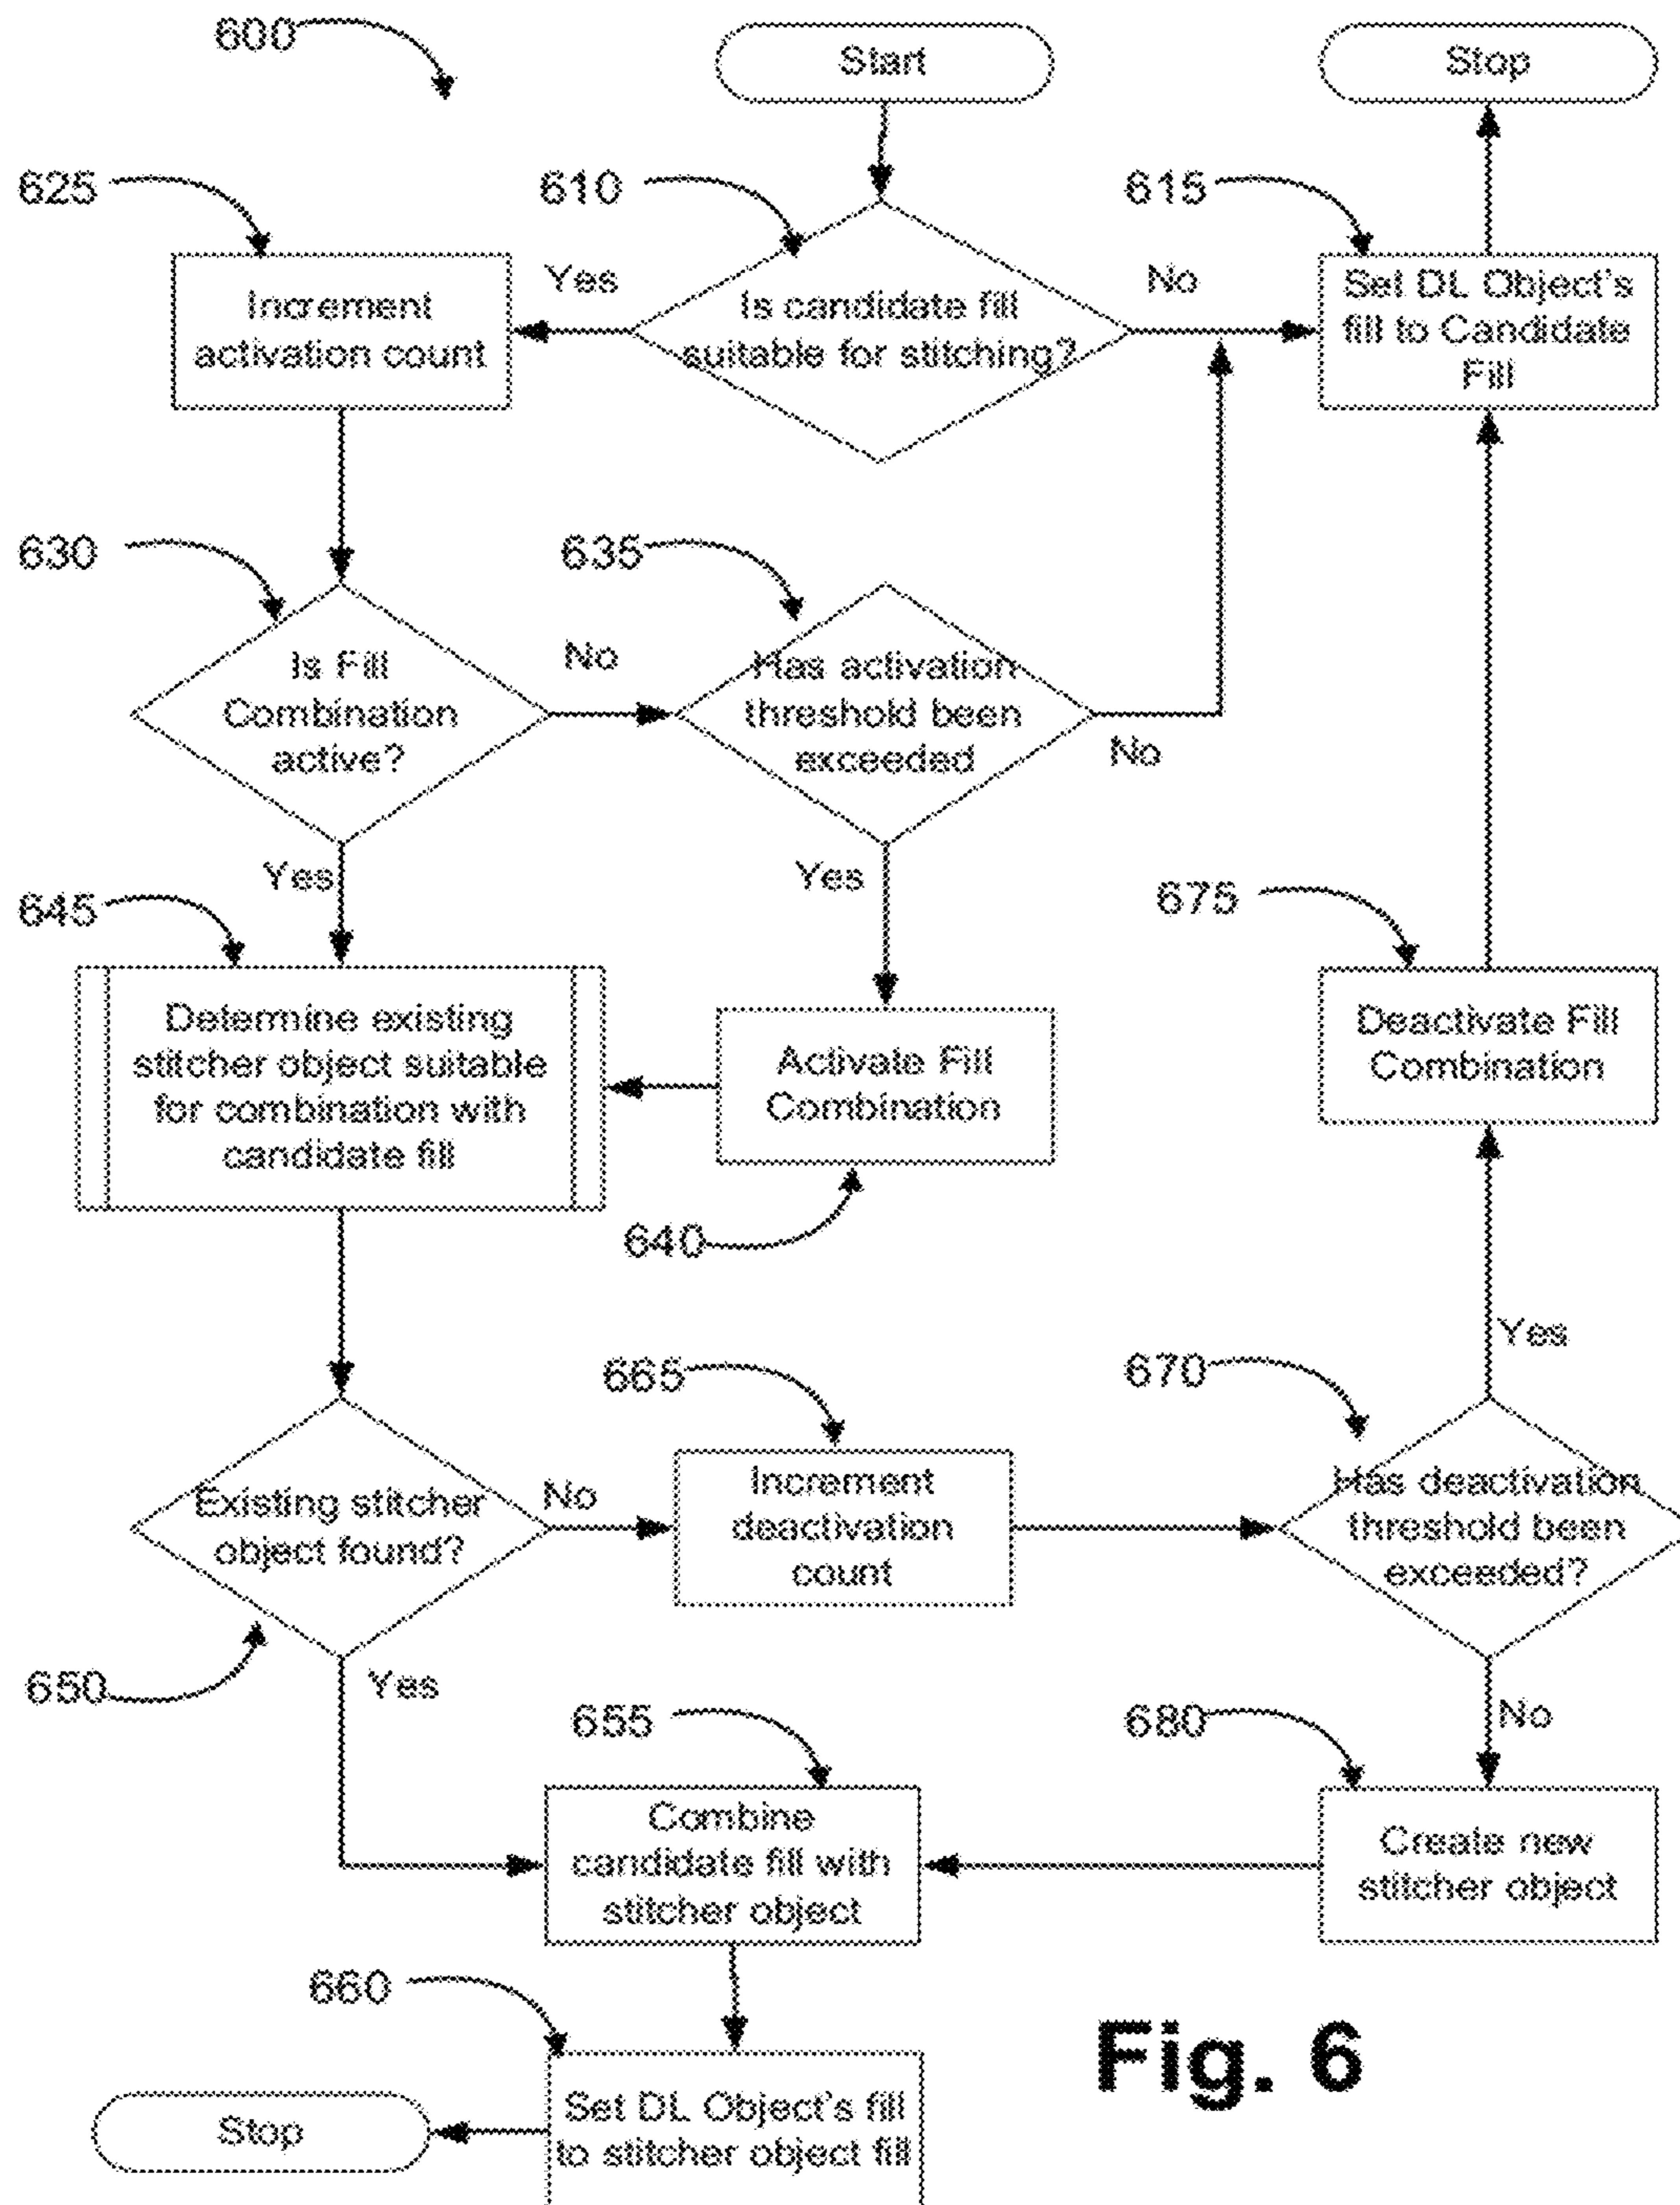 600
Start
Stop
625
610
615
Increment
activation count
Yes
Is candidate fill
suitable for stitching?
No
Set DL Object's
fill to Candidate
Fill
630
635
Is Fill
Combination
active?
No
Has activation
threshold been
exceeded
No
Yes
Yes
645
675
Determine existing
stitcher object suitable
for combination with
candidate fill
Activate Fill
Combination
Deactivate Fill
Combination
640
Yes
665
670
Existing stitcher
object found?
No
Increment
deactivation
count
Has deactivation
threshold been
exceeded?
650
Yes
655
680
No
Combine
candidate fill with
stitcher object
Create new
stitcher object
660
Set DL Object's fill
to stitcher object fill
Stop
Fig. 6